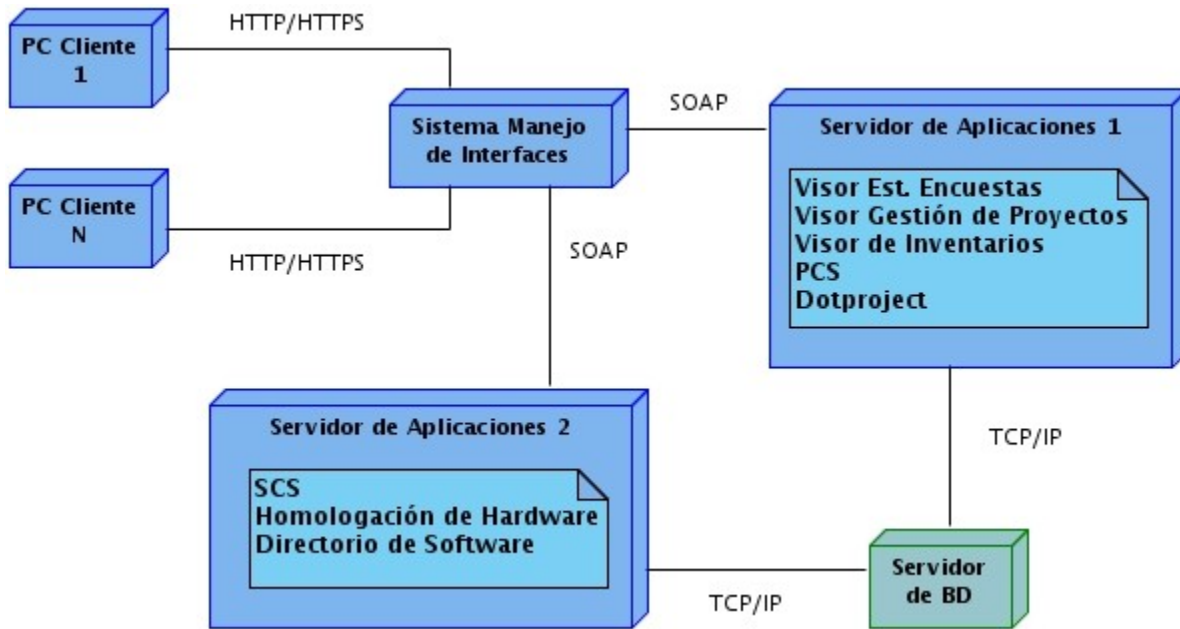 HTTP/HTTPS
PC Cliente
1
Sistema Manejo
de Interfaces
SOAP
Servidor de Aplicaciones 1
Visor Est. Encuestas
Visor Gestión de Proyectos
Visor de Inventarios
PCS
Dotproject
PC Cliente
N
HTTP/HTTPS
SOAP
Servidor de Aplicaciones 2
SCS
Homologación de Hardware
Directorio de Software
TCP/IP
Servidor
de BD
TCP/IP